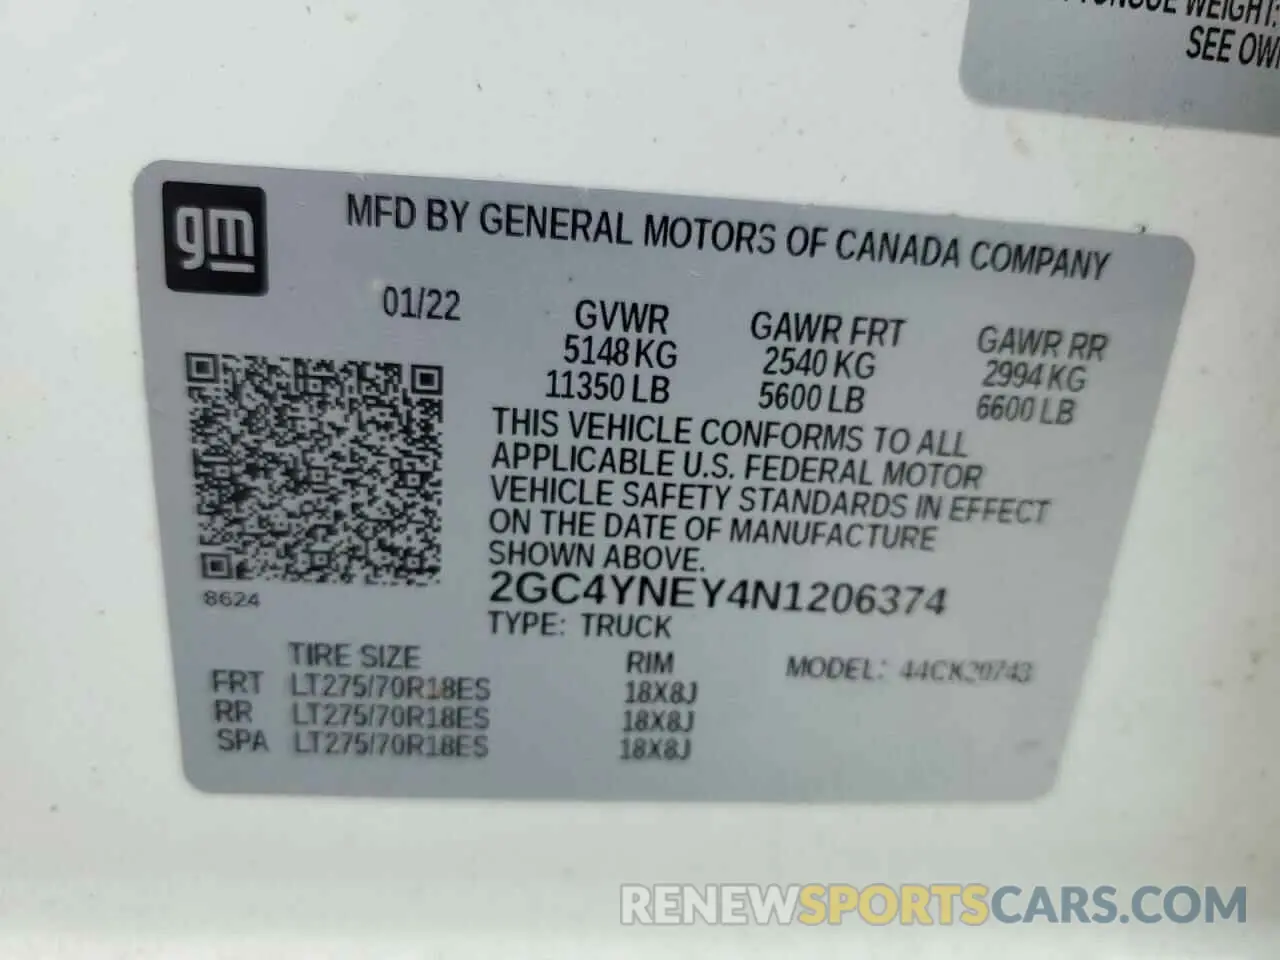 WEIGHT:
SEE
gm
MFD BY GENERAL MOTORS OF CANADA COMPANY
01/22
GVWR GAWR FRT GAWR RR
5148 KG 2540 KG 2994 KG
11350 LB 5600 LB 6600 LB
THIS VEHICLE CONFORMS TO ALL
APPLICABLE U.S. FEDERAL MOTOR
VEHICLE SAFETY STANDARDS IN EFFECT
ON THE DATE OF MANUFACTURE
SHOWN ABOVE.
8624
2GC4YNEY4N1206374
TYPE: TRUCK
TIRE SIZE RIM MODEL: 44CK20743
FRT LT275/70R18ES 18X8J
RR LT275/70R18ES 18X8J
SPA LT275/70R18ES 18X8J
RENEWSPORTSCARS.COM